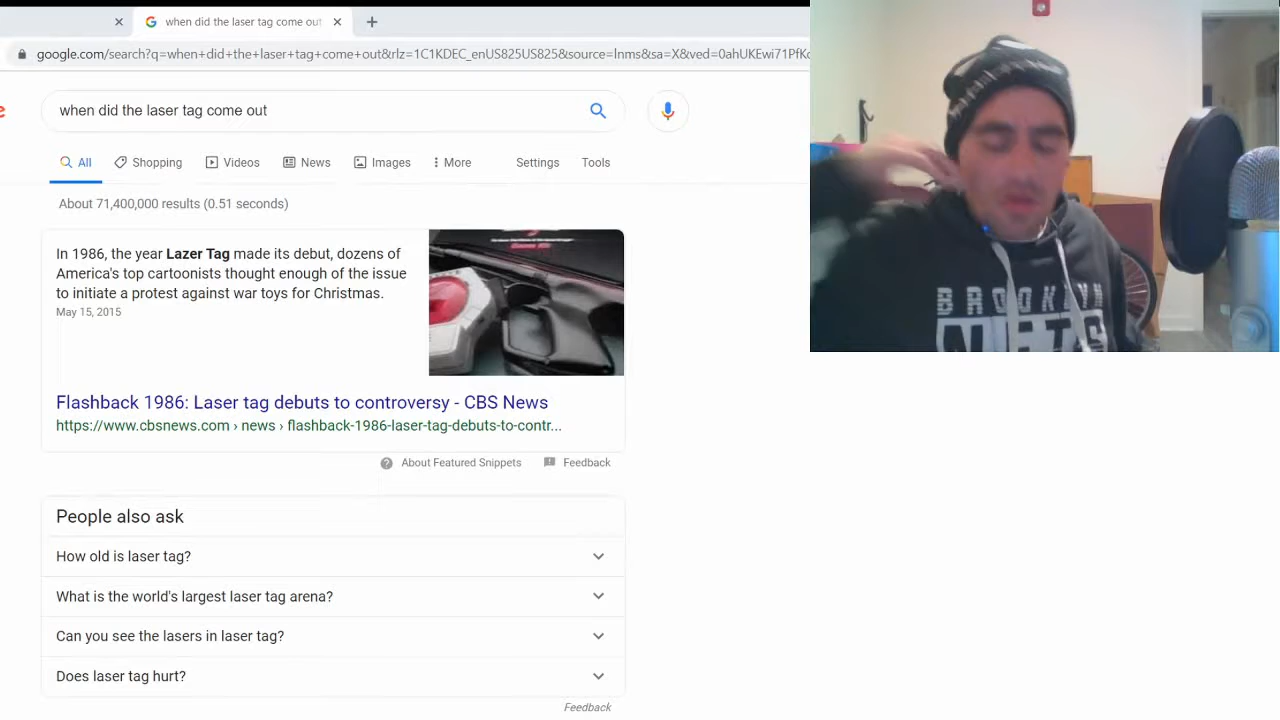 when did the laser tag come out
google.com/search?q=when+did+the+laser+tag+come+out&rlz=1C1KDEC_enUS825US825&source=lnms&sa=X&ved=0ahUKEwi71PfKc
when did the laser tag come out
All Shopping Videos News Images More Settings Tools
About 71,400,000 results (0.51 seconds)
In 1986, the year Lazer Tag made its debut, dozens of
America's top cartoonists thought enough of the issue
to initiate a protest against war toys for Christmas.
May 15, 2015
Flashback 1986: Laser tag debuts to controversy - CBS News
https://www.cbsnews.com › news › flashback-1986-laser-tag-debuts-to-contr...
About Featured Snippets Feedback
People also ask
How old is laser tag?
What is the world's largest laser tag arena?
Can you see the lasers in laser tag?
Does laser tag hurt?
Feedback
BROOKLYN
NETS